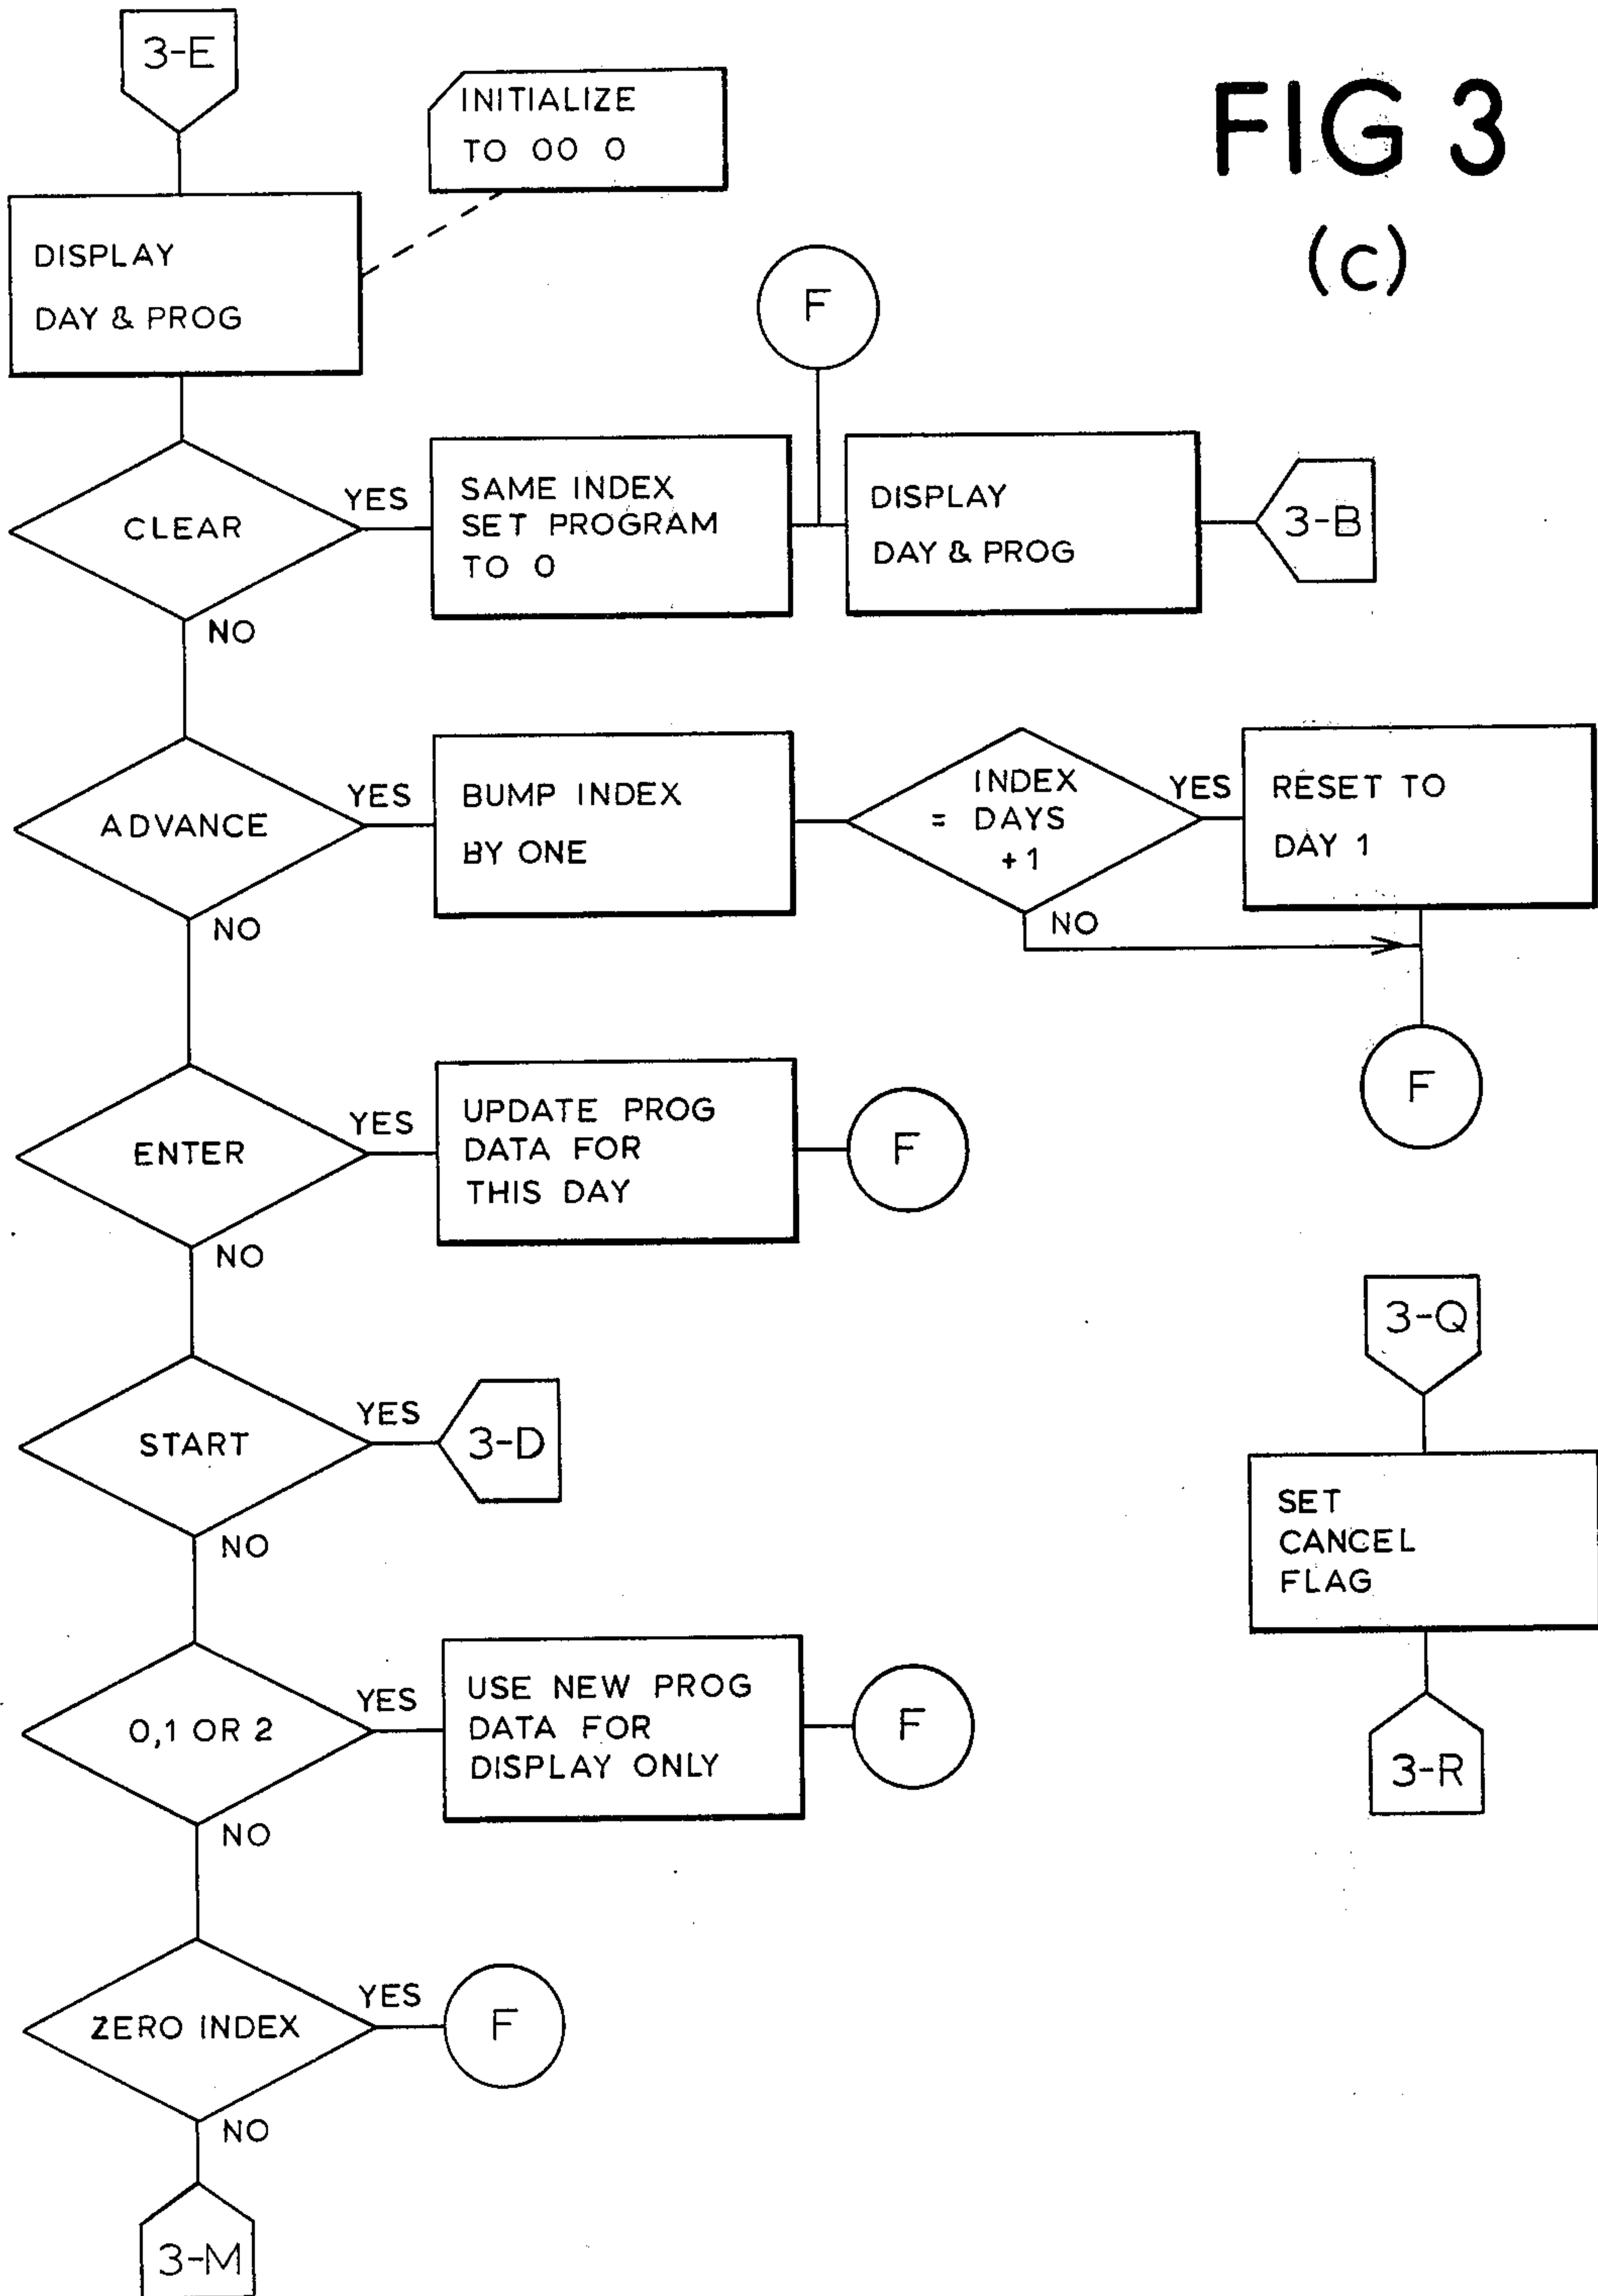 3-E
INITIALIZE
TO 00 0
FIG 3
(c)
DISPLAY
DAY & PROG
F
CLEAR
YES
NO
SAME INDEX
SET PROGRAM
TO 0
DISPLAY
DAY & PROG
3-B
ADVANCE
YES
NO
BUMP INDEX
BY ONE
INDEX
= DAYS
+1
YES
NO
RESET TO
DAY 1
F
ENTER
YES
NO
UPDATE PROG
DATA FOR
THIS DAY
F
START
YES
NO
3-D
3-Q
SET
CANCEL
FLAG
3-R
0,1 OR 2
YES
NO
USE NEW PROG
DATA FOR
DISPLAY ONLY
F
ZERO INDEX
YES
NO
F
3-M